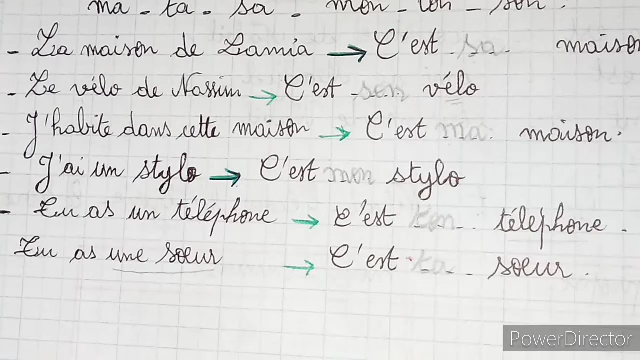 ma - ta - sa - mon - ton - son.
- La maison de Lamia → C'est sa maison
- Le vélo de Nassim → C'est son vélo
- J'habite dans cette maison → C'est ma maison.
- J'ai un stylo → C'est mon stylo
- Tu as un téléphone → C'est ton téléphone.
Tu as une sœur → C'est ta sœur.
PowerDirector